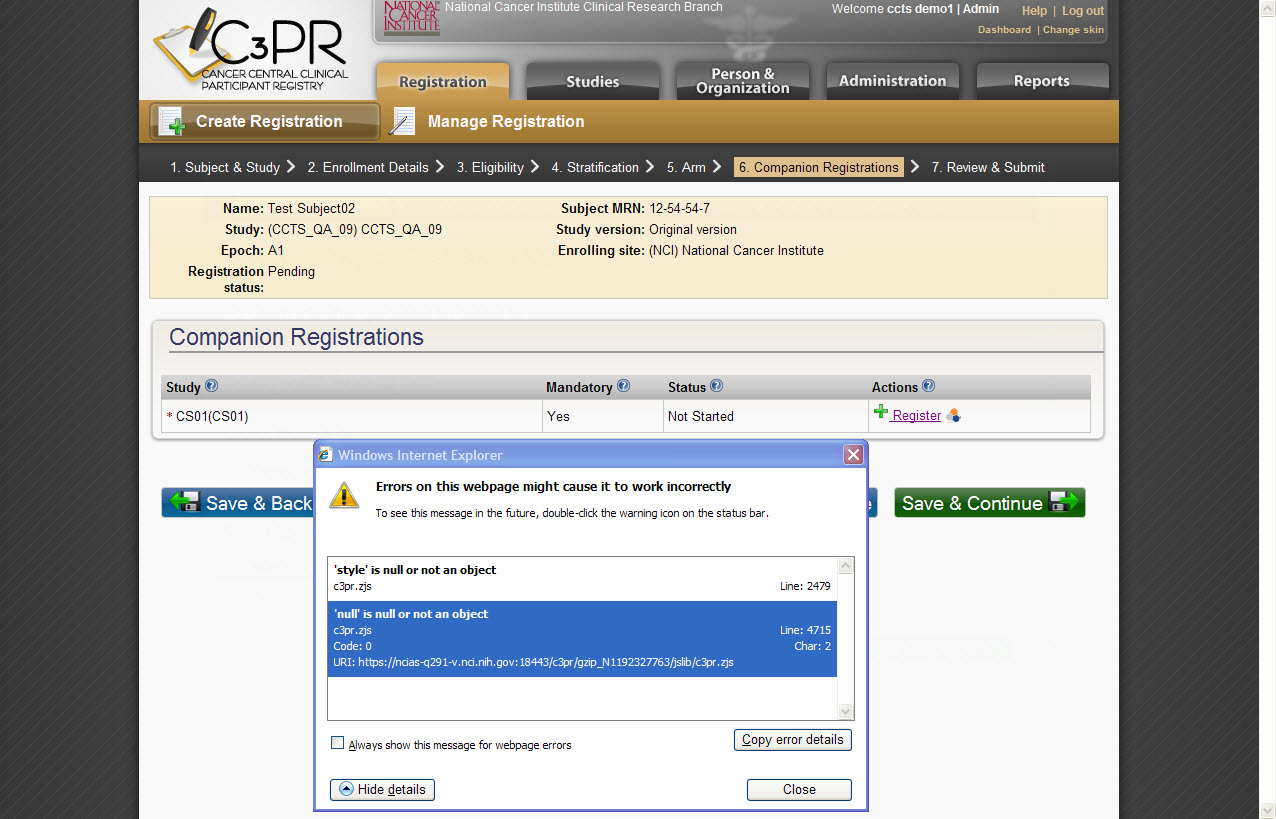 NATIONAL
CANCER
INSTITUTE
National Cancer Institute Clinical Research Branch
Welcome ccts demo1 | Admin
Help | Log out
Dashboard | Change skin
C3PR
CANCER CENTRAL CLINICAL
PARTICIPANT REGISTRY
Registration
Studies
Person &
Organization
Administration
Reports
Create Registration
Manage Registration
1. Subject & Study
2. Enrollment Details
3. Eligibility
4. Stratification
5. Arm
6. Companion Registrations
7. Review & Submit
Name: Test Subject02
Subject MRN: 12-54-54-7
Study: (CCTS_QA_09) CCTS_QA_09
Study version: Original version
Epoch: A1
Enrolling site: (NCI) National Cancer Institute
Registration Pending
status:
Companion Registrations
Study
Mandatory
Status
Actions
* CS01(CS01)
Yes
Not Started
Register
Save & Back
Save & Continue
Windows Internet Explorer
Errors on this webpage might cause it to work incorrectly
To see this message in the future, double-click the warning icon on the status bar.
'style' is null or not an object
c3pr.zjs
Line: 2479
'null' is null or not an object
c3pr.zjs
Line: 4715
Code: 0
Char: 2
URI: https://ncias-q291-v.nci.nih.gov:18443/c3pr/gzip_N1192327763/jslib/c3pr.zjs
Always show this message for webpage errors
Copy error details
Hide details
Close